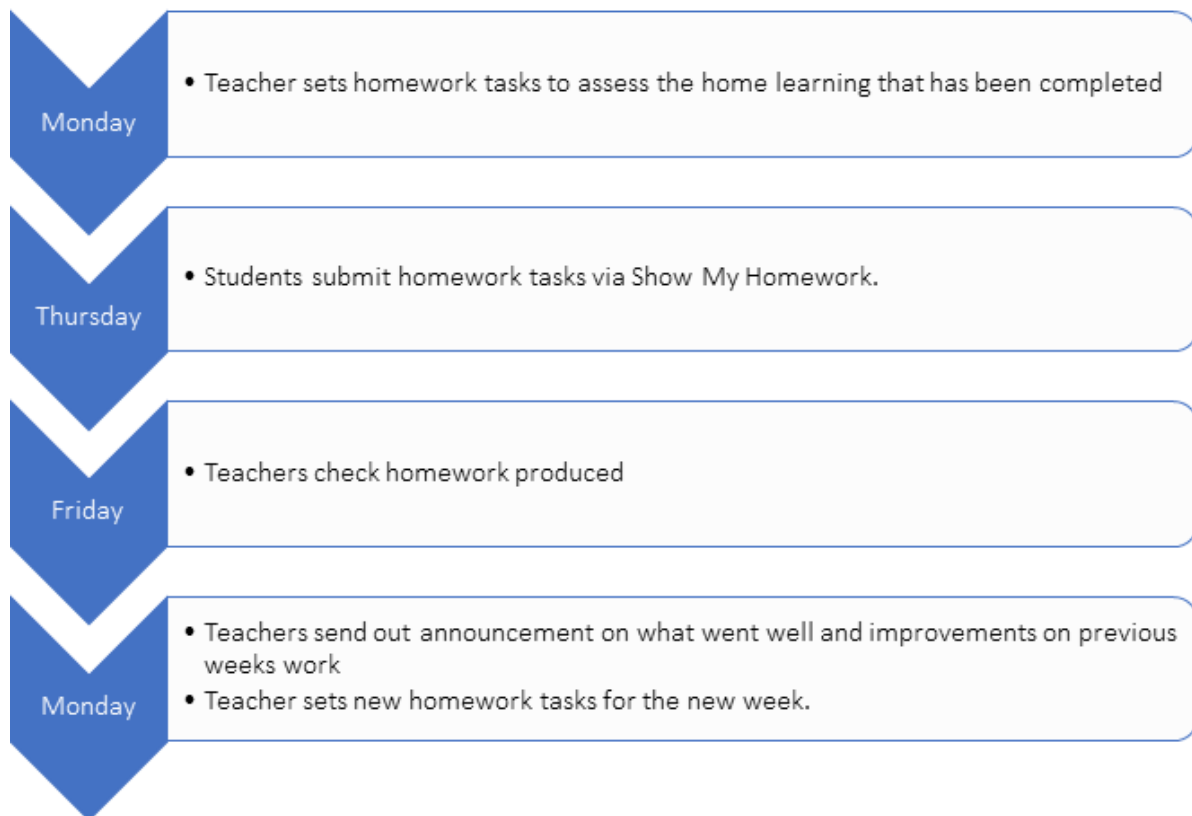 Monday
• Teacher sets homework tasks to assess the home learning that has been completed
Thursday
• Students submit homework tasks via Show My Homework.
Friday
• Teachers check homework produced
Monday
• Teachers send out announcement on what went well and improvements on previous
weeks work
• Teacher sets new homework tasks for the new week.